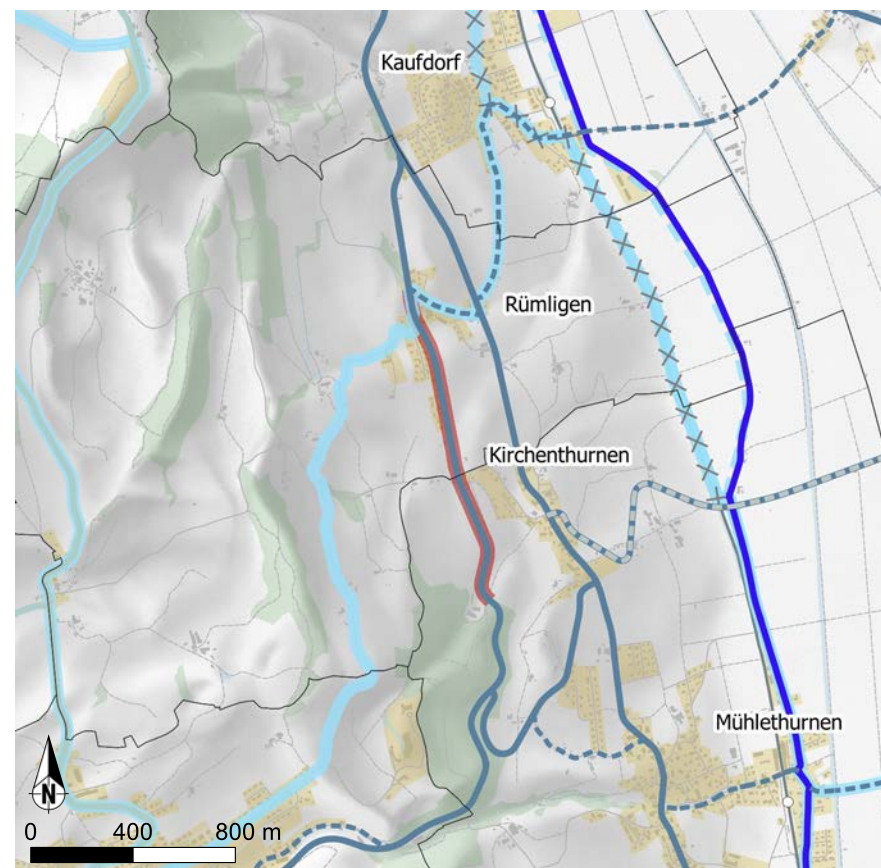 Kaufdorf
Rümligen
Kirchenthurnen
Mühlethurnen
N
0 400 800 m